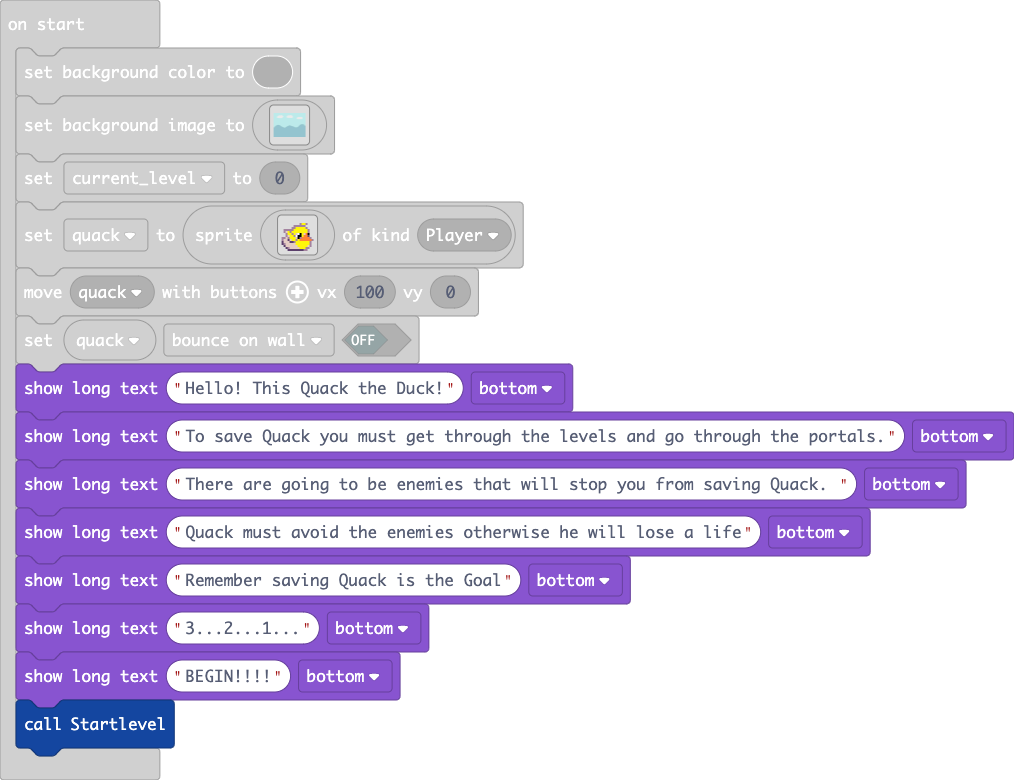 on start
set background color to
set background image to
set current_level to 0
set quack to sprite of kind Player
move quack with buttons vx 100 vy 0
set quack bounce on wall OFF
show long text "Hello! This Quack the Duck!" bottom
show long text "To save Quack you must get through the levels and go through the portals." bottom
show long text "There are going to be enemies that will stop you from saving Quack. " bottom
show long text "Quack must avoid the enemies otherwise he will lose a life" bottom
show long text "Remember saving Quack is the Goal" bottom
show long text "3...2...1..." bottom
show long text "BEGIN!!!!" bottom
call Startlevel